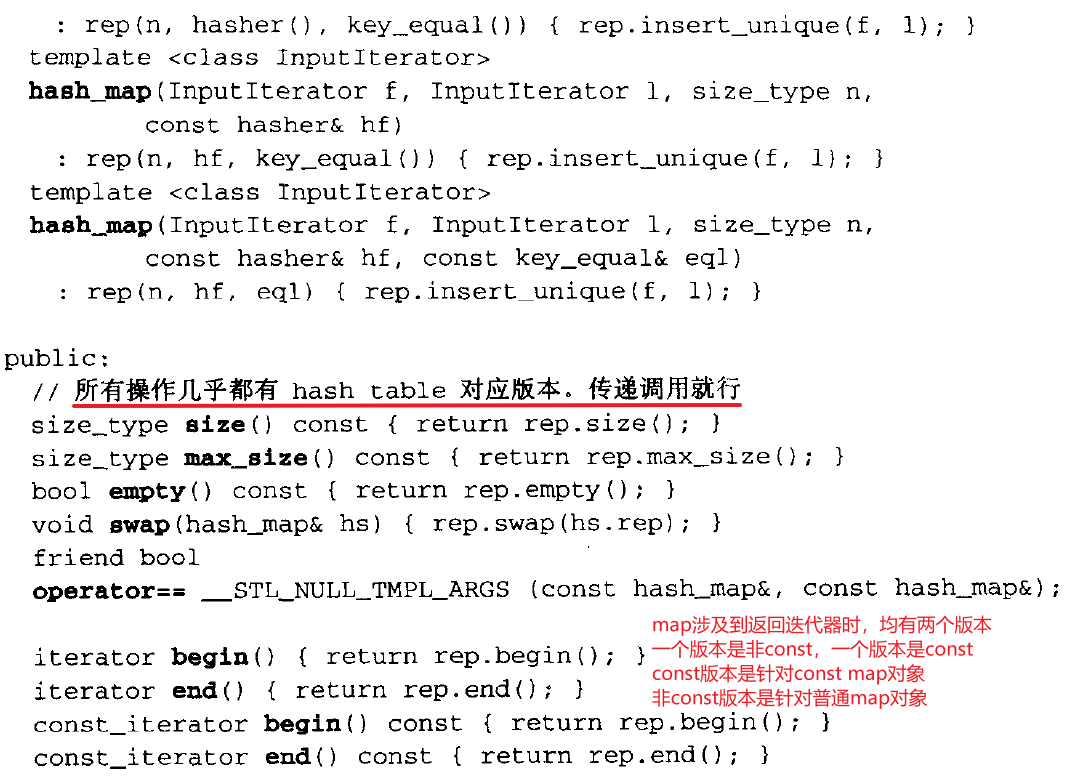 : rep(n, hasher(), key_equal()) { rep.insert_unique(f, l); }
template <class InputIterator>
hash_map(InputIterator f, InputIterator l, size_type n,
const hasher& hf)
: rep(n, hf, key_equal()) { rep.insert_unique(f, l); }
template <class InputIterator>
hash_map(InputIterator f, InputIterator l, size_type n,
const hasher& hf, const key_equal& eql)
: rep(n, hf, eql) { rep.insert_unique(f, l); }
public:
// 所有操作几乎都有 hash table 对应版本。传递调用就行
size_type size() const { return rep.size(); }
size_type max_size() const { return rep.max_size(); }
bool empty() const { return rep.empty(); }
void swap(hash_map& hs) { rep.swap(hs.rep); }
friend bool
operator== __STL_NULL_TMPL_ARGS (const hash_map&, const hash_map&);
map涉及到返回迭代器时，均有两个版本
一个版本是非const，一个版本是const
const版本是针对const map对象
非const版本是针对普通map对象
iterator begin() { return rep.begin(); }
iterator end() { return rep.end(); }
const_iterator begin() const { return rep.begin(); }
const_iterator end() const { return rep.end(); }